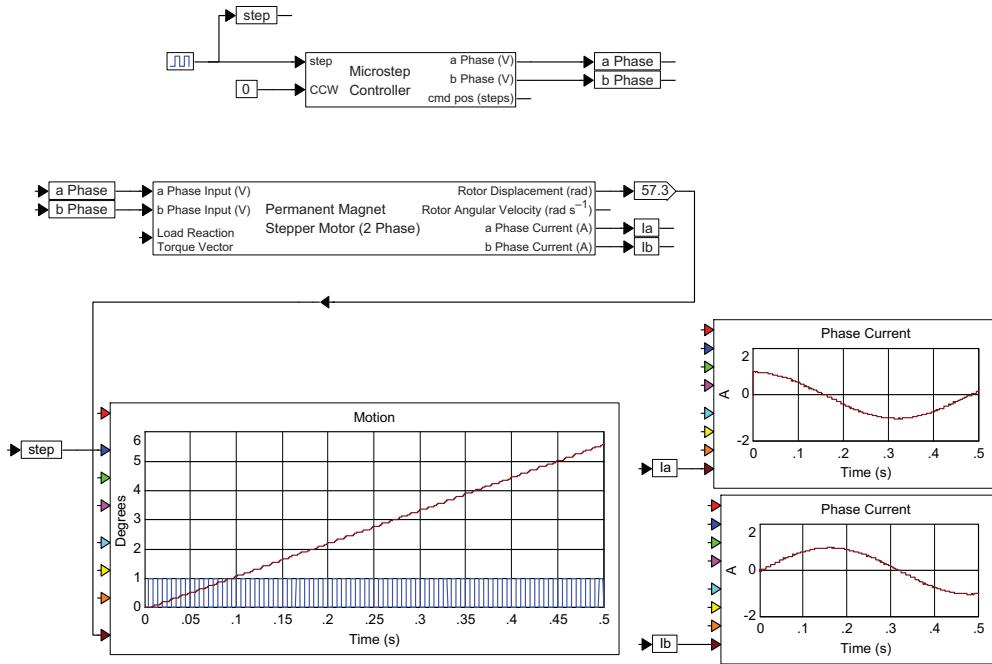 step
step
a Phase (V)
a Phase
Microstep
b Phase (V)
b Phase
Controller
0
CCW
cmd pos (steps)
a Phase
a Phase Input (V)
Rotor Displacement (rad)
57.3
b Phase
b Phase Input (V)
Permanent Magnet
Rotor Angular Velocity (rad s⁻¹)
Stepper Motor (2 Phase)
Load Reaction
a Phase Current (A)
Ia
Torque Vector
b Phase Current (A)
Ib
Phase Current
2
0
-2
A
0 .1 .2 .3 .4 .5
Time (s)
Ia
Motion
6
5
4
3
2
1
0
Degrees
0 .05 .1 .15 .2 .25 .3 .35 .4 .45 .5
Time (s)
step
Phase Current
2
0
-2
A
0 .1 .2 .3 .4 .5
Time (s)
Ib